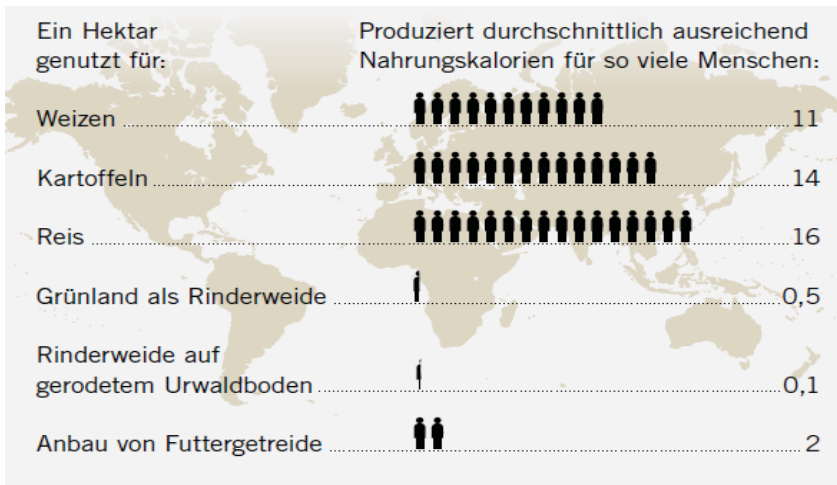 Ein Hektar
genutzt für:
Produziert durchschnittlich ausreichend
Nahrungskalorien für so viele Menschen:
Weizen 11
Kartoffeln 14
Reis 16
Grünland als Rinderweide 0,5
Rinderweide auf
gerodetem Urwaldboden 0,1
Anbau von Futtergetreide 2